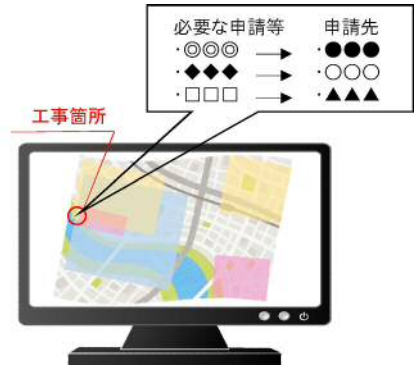 必要な申請等 申請先
・◎◎◎ → ・●●●
・◆◆◆ → ・○○○
・□□□ → ・▲▲▲
工事箇所